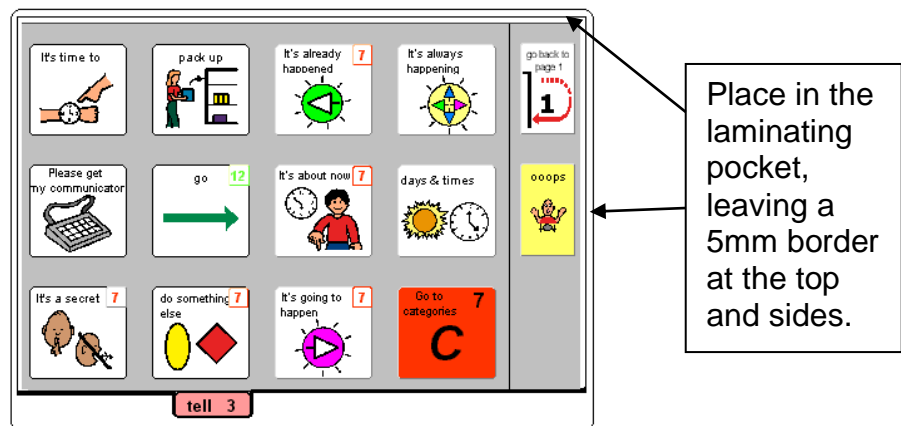 It's time to
pack up
It's already 7
happened
It's always
happening
go back to
page 1
1
Please get
my communicator
go 12
It's about now 7
days & times
ooops
It's a secret 7
do something 7
else
It's going to 7
happen
Go to 7
categories
C
tell 3
Place in the
laminating
pocket,
leaving a
5mm border
at the top
and sides.